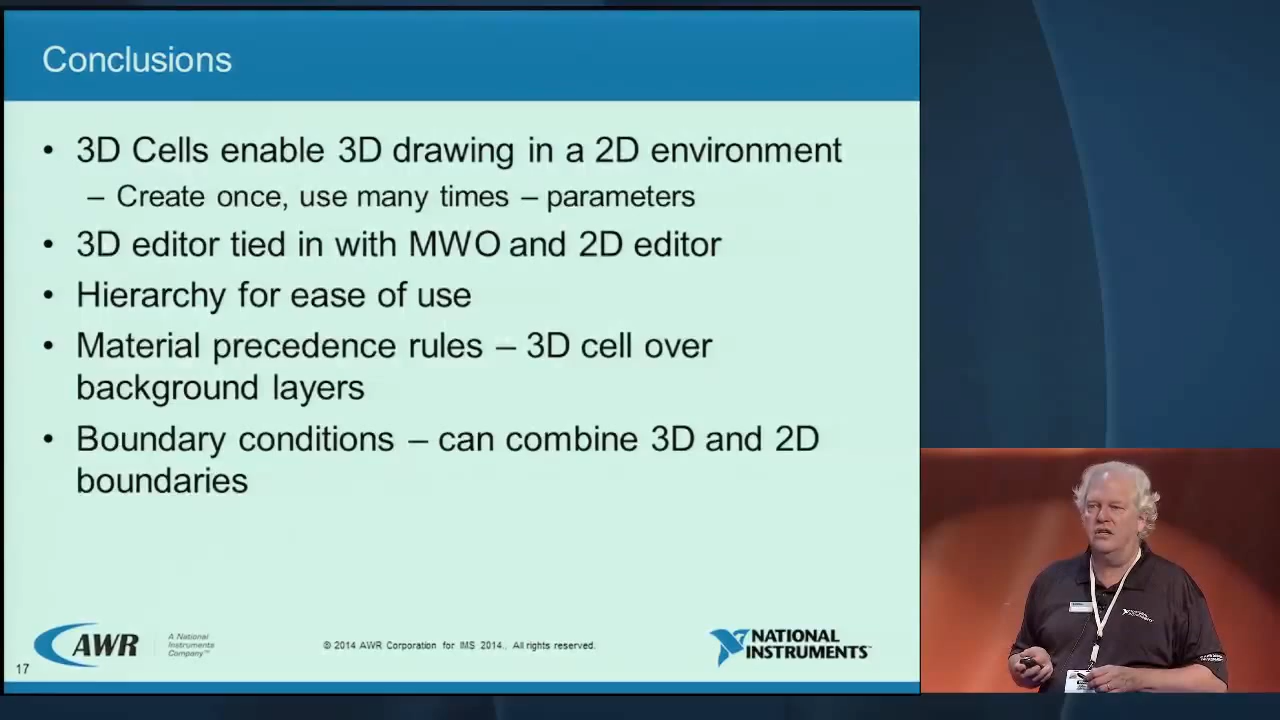 Conclusions
• 3D Cells enable 3D drawing in a 2D environment
– Create once, use many times – parameters
• 3D editor tied in with MWO and 2D editor
• Hierarchy for ease of use
• Material precedence rules – 3D cell over
background layers
• Boundary conditions – can combine 3D and 2D
boundaries
AWR
A National
Instruments
Company™
© 2014 AWR Corporation for IMS 2014.. All rights reserved.
NATIONAL
INSTRUMENTS™
17